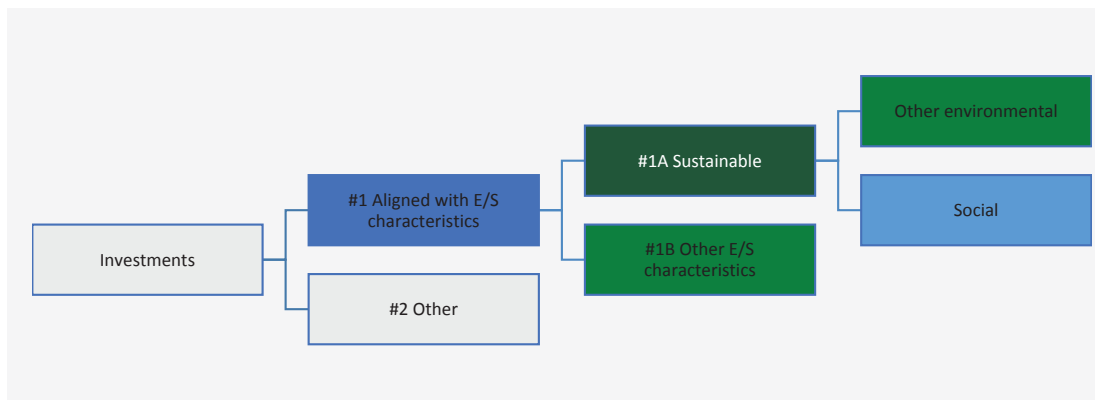 Investments
#1 Aligned with E/S
characteristics
#2 Other
#1A Sustainable
#1B Other E/S
characteristics
Other environmental
Social